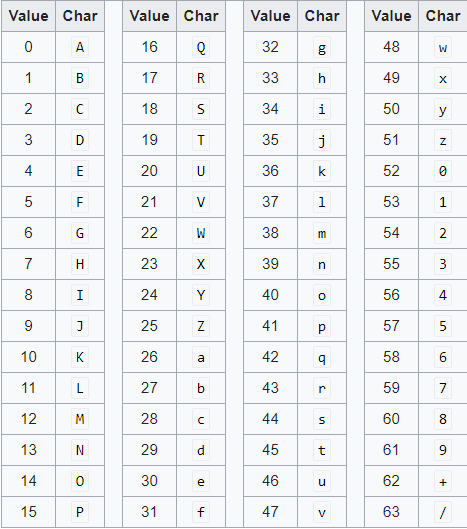 Value Char Value Char Value Char Value Char
0 A 16 Q 32 g 48 w
1 B 17 R 33 h 49 x
2 C 18 S 34 i 50 y
3 D 19 T 35 j 51 z
4 E 20 U 36 k 52 0
5 F 21 V 37 l 53 1
6 G 22 W 38 m 54 2
7 H 23 X 39 n 55 3
8 I 24 Y 40 o 56 4
9 J 25 Z 41 p 57 5
10 K 26 a 42 q 58 6
11 L 27 b 43 r 59 7
12 M 28 c 44 s 60 8
13 N 29 d 45 t 61 9
14 O 30 e 46 u 62 +
15 P 31 f 47 v 63 /